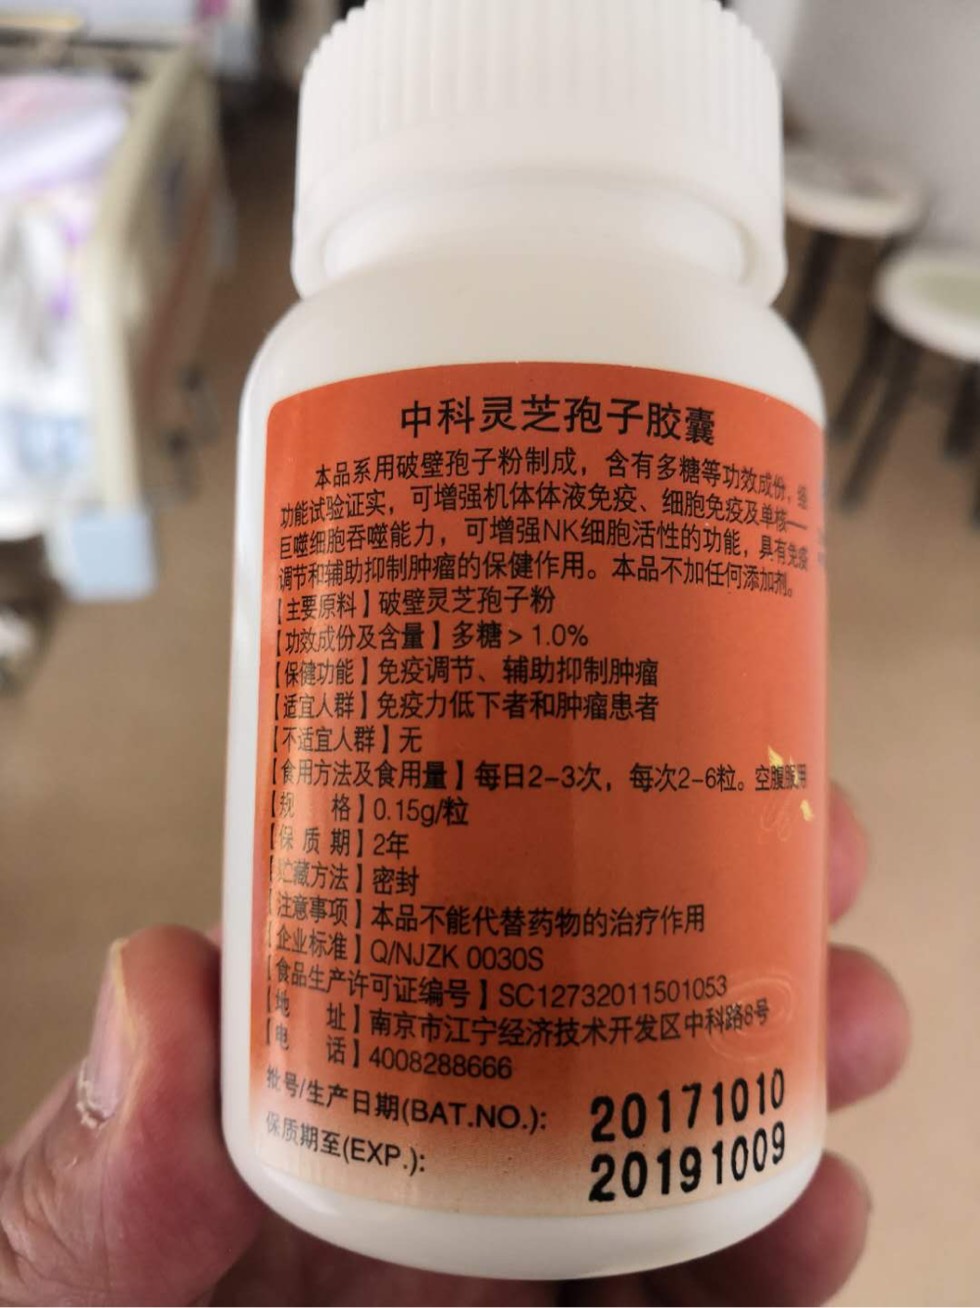 中科灵芝孢子胶囊
本品系用破壁孢子粉制成，含有多糖等功效成份，经
功能试验证实，可增强机体体液免疫、细胞免疫及单核——
巨噬细胞吞噬能力，可增强NK细胞活性的功能，具有免疫
调节和辅助抑制肿瘤的保健作用。本品不加任何添加剂。
【主要原料】破壁灵芝孢子粉
【功效成份及含量】多糖＞1.0%
【保健功能】免疫调节、辅助抑制肿瘤
【适宜人群】免疫力低下者和肿瘤患者
【不适宜人群】无
【食用方法及食用量】每日2-3次，每次2-6粒。空腹服用
【规 格】0.15g/粒
【保 质 期】2年
【贮藏方法】密封
【注意事项】本品不能代替药物的治疗作用
【企业标准】Q/NJZK 0030S
【食品生产许可证编号】SC12732011501053
【地 址】南京市江宁经济技术开发区中科路8号
【电 话】4008288666
批号/生产日期(BAT.NO.): 20171010
保质期至(EXP.): 20191009